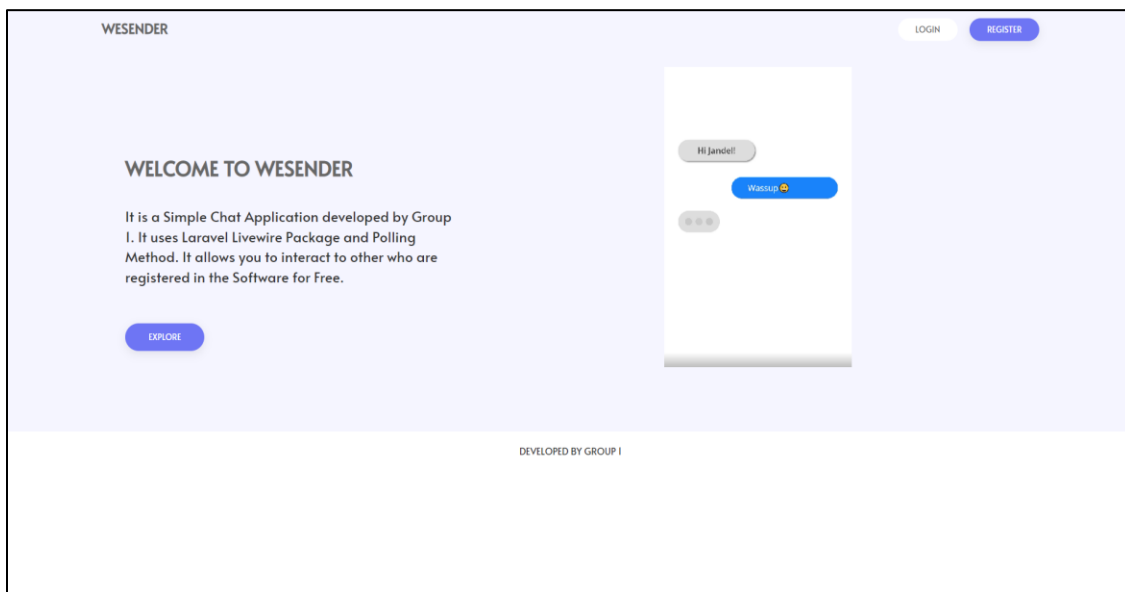 WESENDER
LOGIN
REGISTER
Hi Jandel!
Wassup 😄
WELCOME TO WESENDER
It is a Simple Chat Application developed by Group
1. It uses Laravel Livewire Package and Polling
Method. It allows you to interact to other who are
registered in the Software for Free.
EXPLORE
DEVELOPED BY GROUP 1